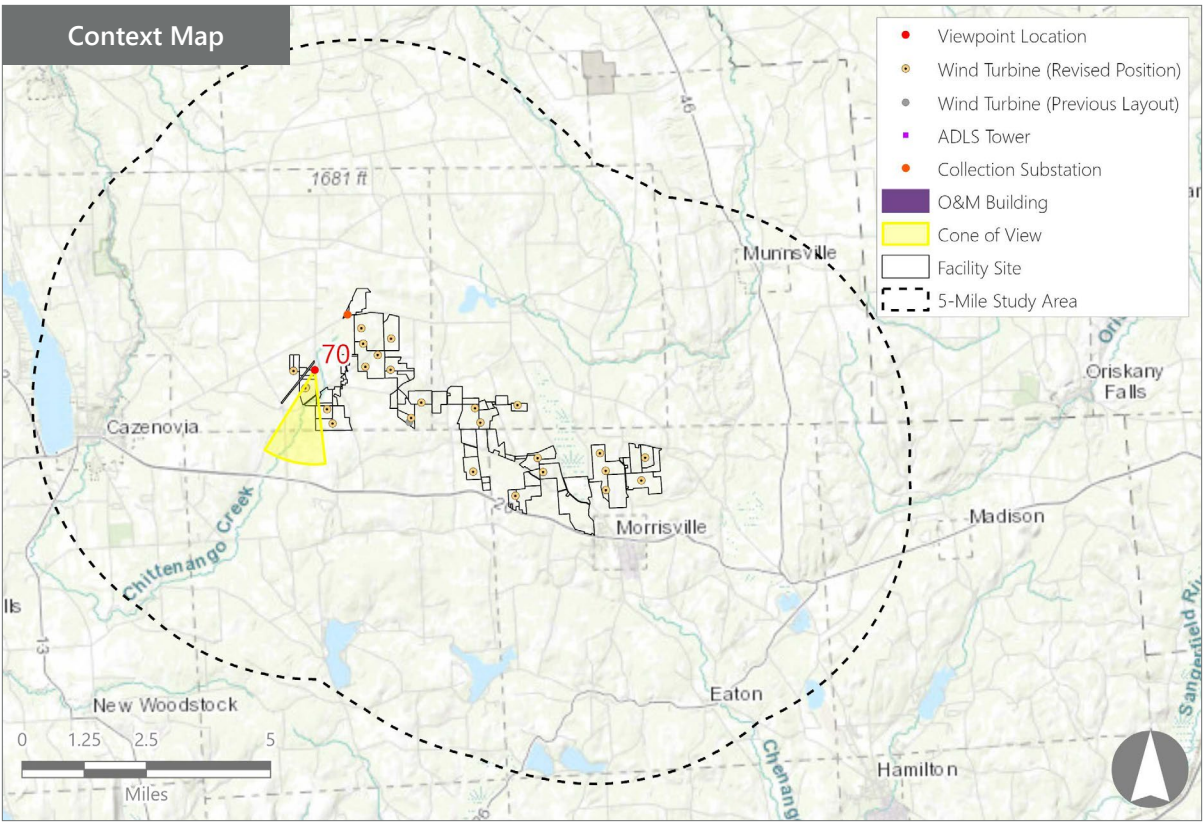 Context Map
Viewpoint Location
Wind Turbine (Revised Position)
Wind Turbine (Previous Layout)
ADLS Tower
Collection Substation
O&M Building
Cone of View
Facility Site
5-Mile Study Area
46
1681 ft
Munnsville
70
Oriskany
Falls
Cazenovia
20
Morrisville
Madison
Chittenango Creek
lls
13
New Woodstock
Eaton
Hamilton
0 1.25 2.5 5
Miles